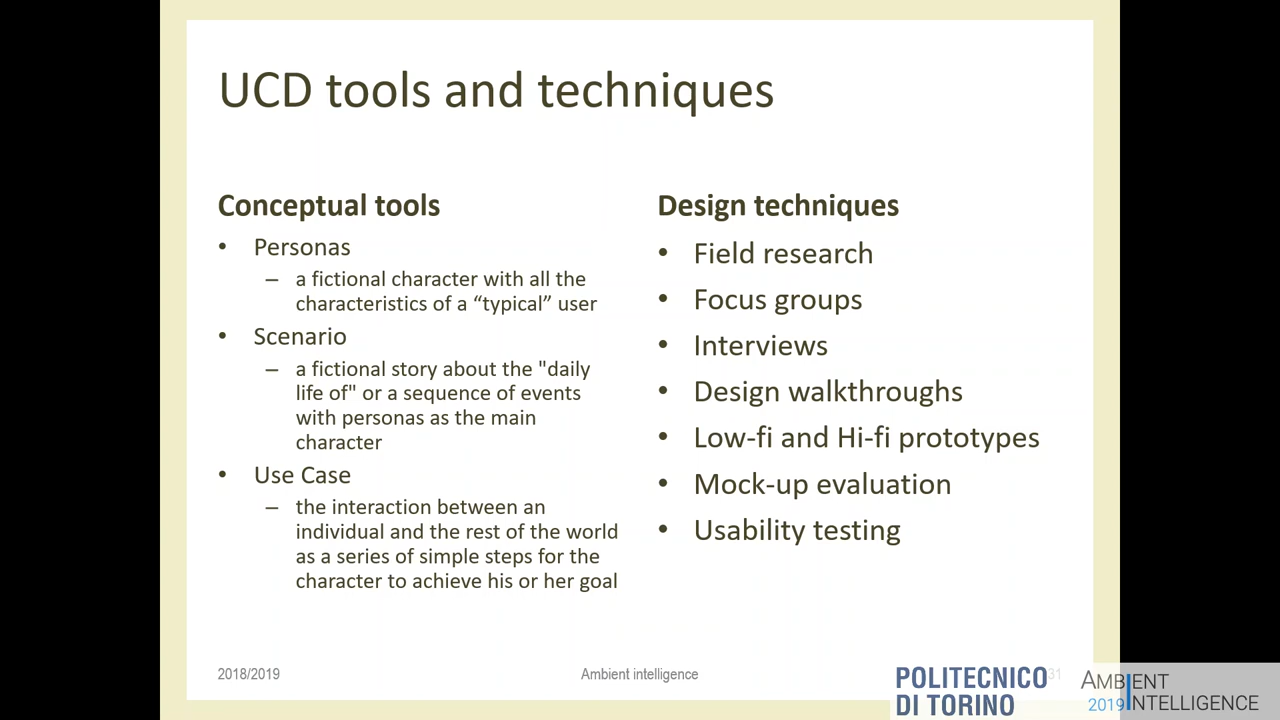 UCD tools and techniques
Conceptual tools
• Personas
– a fictional character with all the
characteristics of a “typical” user
• Scenario
– a fictional story about the "daily
life of" or a sequence of events
with personas as the main
character
• Use Case
– the interaction between an
individual and the rest of the world
as a series of simple steps for the
character to achieve his or her goal
Design techniques
• Field research
• Focus groups
• Interviews
• Design walkthroughs
• Low-fi and Hi-fi prototypes
• Mock-up evaluation
• Usability testing
2018/2019
Ambient intelligence
31
POLITECNICO
DI TORINO
AMBIENT
2019 INTELLIGENCE